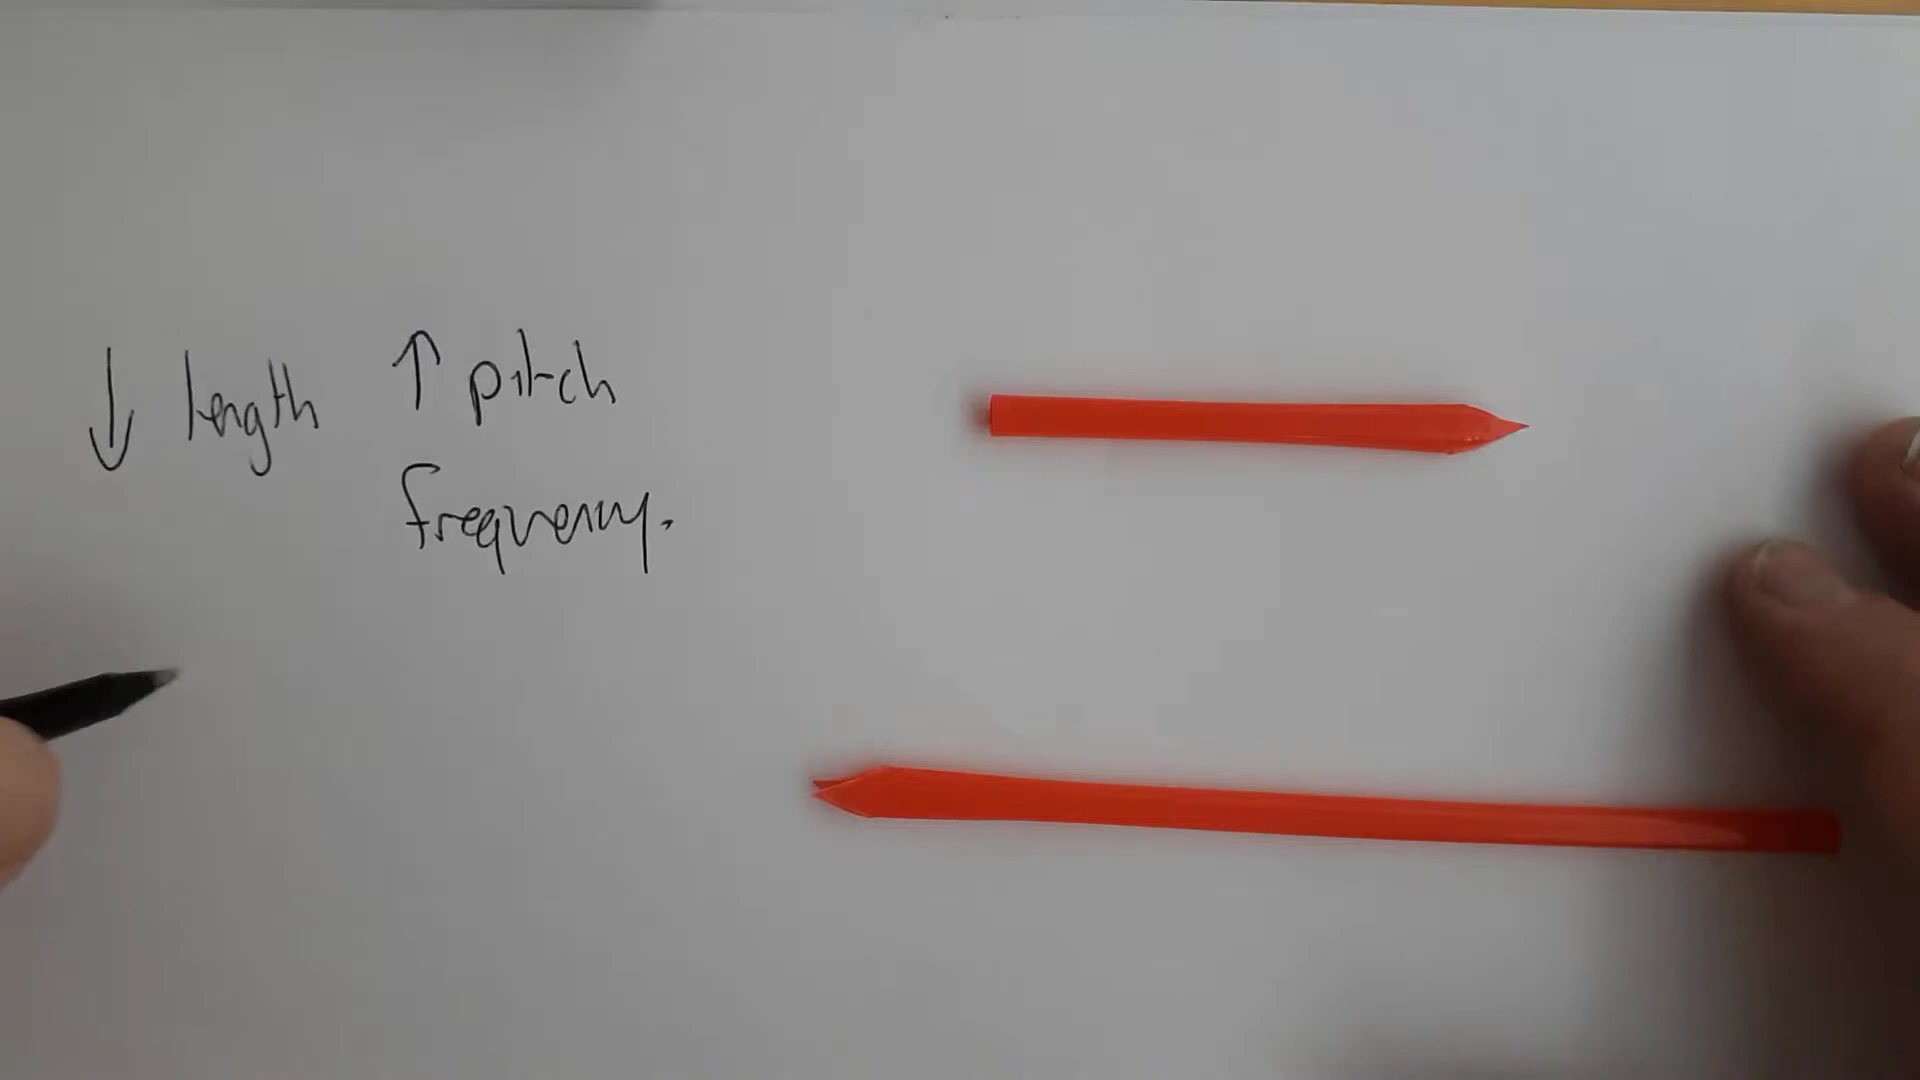 ↓ length ↑ pitch
frequency.